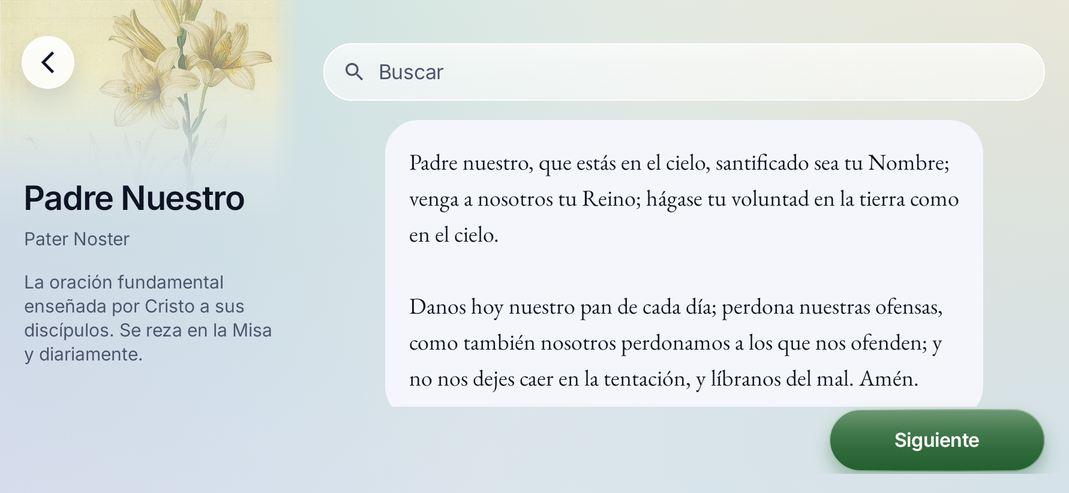 Padre Nuestro
Pater Noster
La oración fundamental
enseñada por Cristo a sus
discípulos. Se reza en la Misa
y diariamente.
Buscar
Padre nuestro, que estás en el cielo, santificado sea tu Nombre;
venga a nosotros tu Reino; hágase tu voluntad en la tierra como
en el cielo.
Danos hoy nuestro pan de cada día; perdona nuestras ofensas,
como también nosotros perdonamos a los que nos ofenden; y
no nos dejes caer en la tentación, y líbranos del mal. Amén.
Siguiente